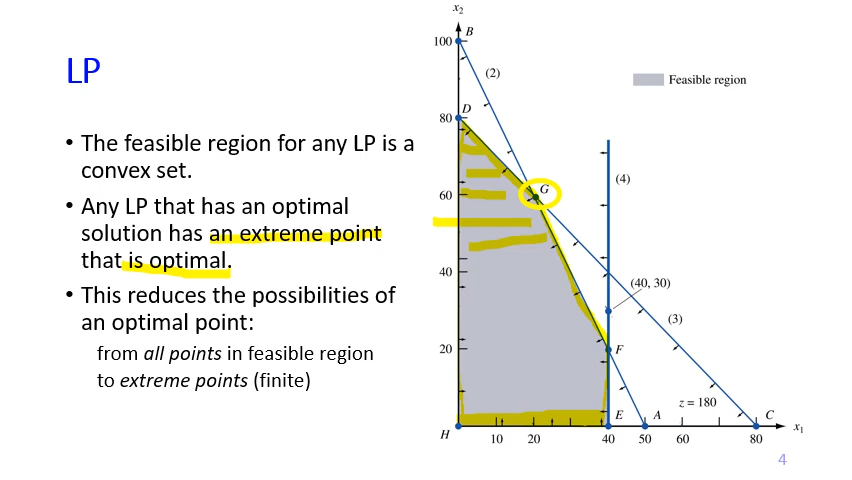 LP
• The feasible region for any LP is a
convex set.
• Any LP that has an optimal
solution has an extreme point
that is optimal.
• This reduces the possibilities of
an optimal point:
from all points in feasible region
to extreme points (finite)
x₂
100
B
(2)
Feasible region
D
80
(4)
60
G
40
(40, 30)
(3)
20
F
z = 180
E
A
C
H
x₁
10
20
40
50
60
80
4